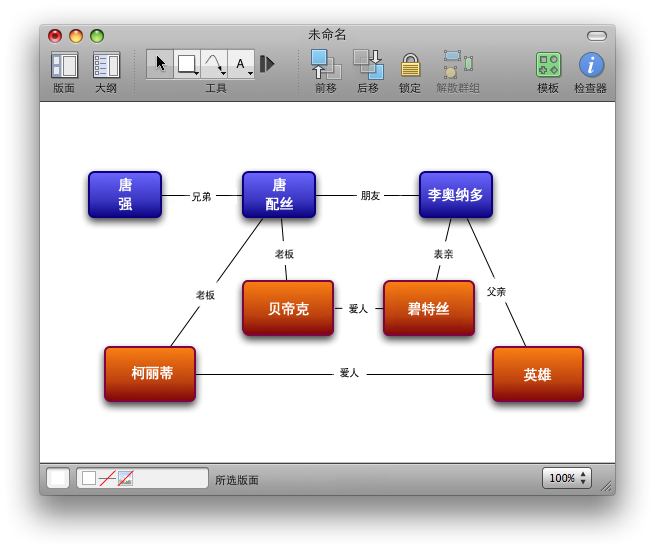 未命名
版面
大纲
A
工具
前移
后移
锁定
解散群组
模板
检查器
唐
强
兄弟
唐
配丝
朋友
李奥纳多
老板
表亲
老板
父亲
贝帝克
爱人
碧特丝
柯丽蒂
爱人
英雄
所选版面
100%